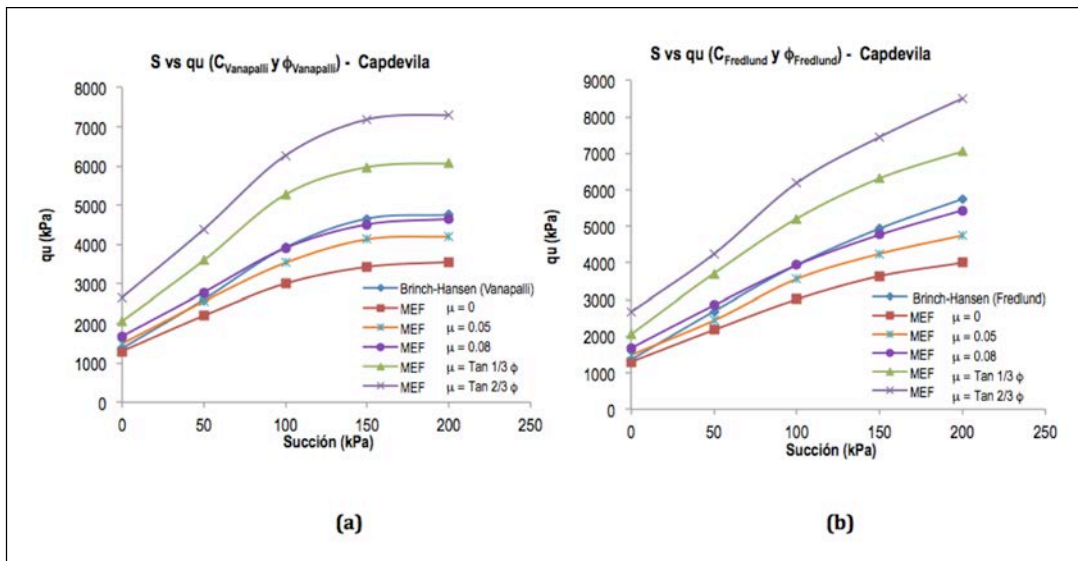 S vs qu (CVanapalli y ϕVanapalli) - Capdevila
8000
7000
6000
5000
4000
3000
2000
1000
0
qu (kPa)
0 50 100 150 200 250
Succión (kPa)
Brinch-Hansen (Vanapalli)
MEF μ = 0
MEF μ = 0.05
MEF μ = 0.08
MEF μ = Tan 1/3 ϕ
MEF μ = Tan 2/3 ϕ
(a)
S vs qu (CFredlund y ϕFredlund) - Capdevila
9000
8000
7000
6000
5000
4000
3000
2000
1000
0
qu (kPa)
0 50 100 150 200 250
Succión (kPa)
Brinch-Hansen (Fredlund)
MEF μ = 0
MEF μ = 0.05
MEF μ = 0.08
MEF μ = Tan 1/3 ϕ
MEF μ = Tan 2/3 ϕ
(b)